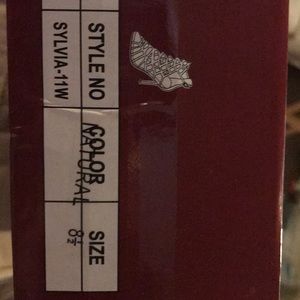 STYLE NO COLOR SIZE
SYLVIA-11W NATURAL 8½